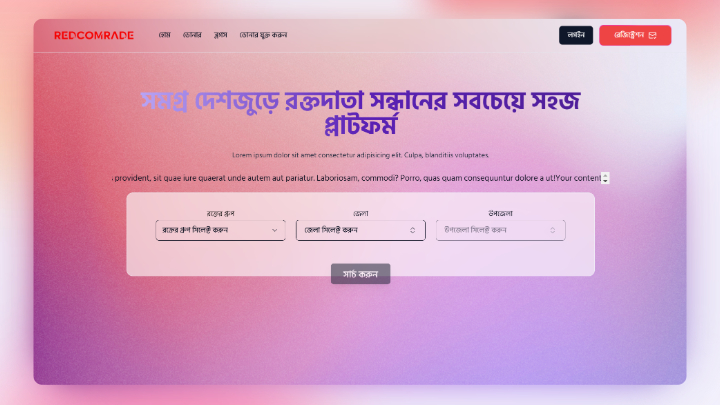 REDCOMRADE
হোম
ডোনার
ব্লগস
ডোনার যুক্ত করুন
লগইন
রেজিস্ট্রেশন
সমগ্র দেশজুড়ে রক্তদাতা সন্ধানের সবচেয়ে সহজ
প্লাটফর্ম
Lorem ipsum dolor sit amet consectetur adipisicing elit. Culpa, blanditiis voluptates.
provident, sit quae iure quaerat unde autem aut pariatur. Laboriosam, commodi? Porro, quas quam consequuntur dolore a ut!Your content
রক্তের গ্রুপ
জেলা
উপজেলা
রক্তের গ্রুপ সিলেক্ট করুন
জেলা সিলেক্ট করুন
উপজেলা সিলেক্ট করুন
সার্চ করুন